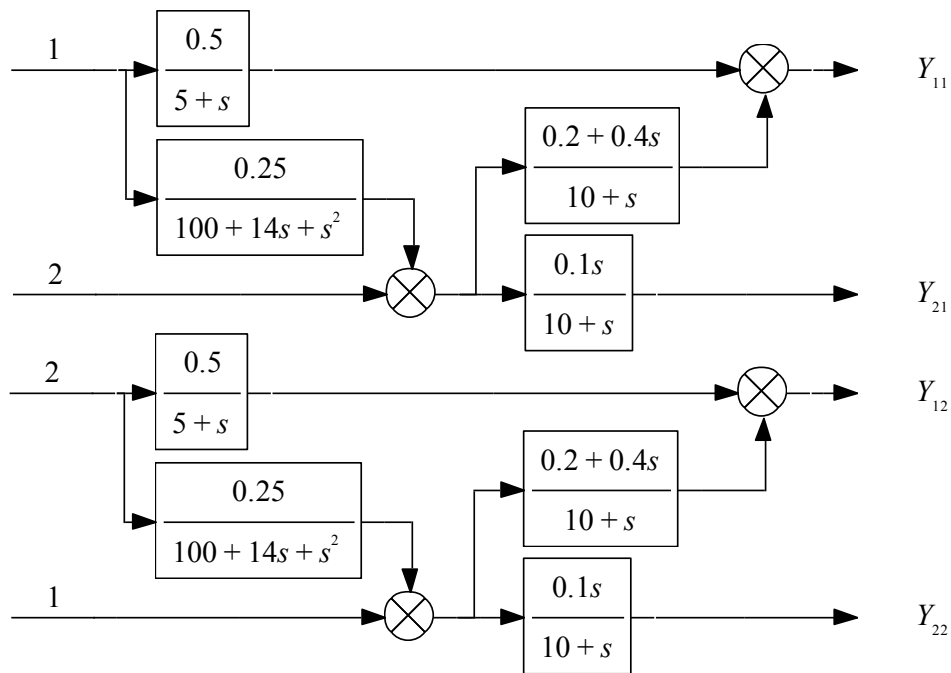 1
0.5
5 + s
Y₁₁
0.2 + 0.4s
10 + s
0.25
100 + 14s + s²
2
0.1s
10 + s
Y₂₁
2
0.5
5 + s
Y₁₂
0.2 + 0.4s
10 + s
0.25
100 + 14s + s²
1
0.1s
10 + s
Y₂₂